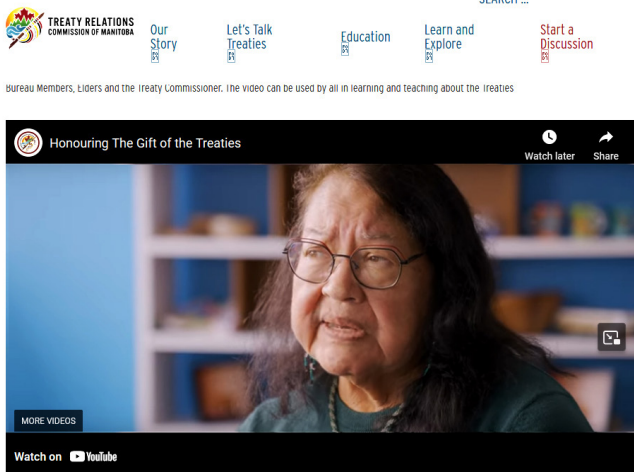 SEARCH ...
TREATY RELATIONS
COMMISSION OF MANITOBA
Our
Story
Let's Talk
Treaties
Education
Learn and
Explore
Start a
Discussion
Bureau Members, Elders and the Treaty Commissioner. The video can be used by all in learning and teaching about the Treaties
Honouring The Gift of the Treaties
Watch later
Share
MORE VIDEOS
Watch on YouTube